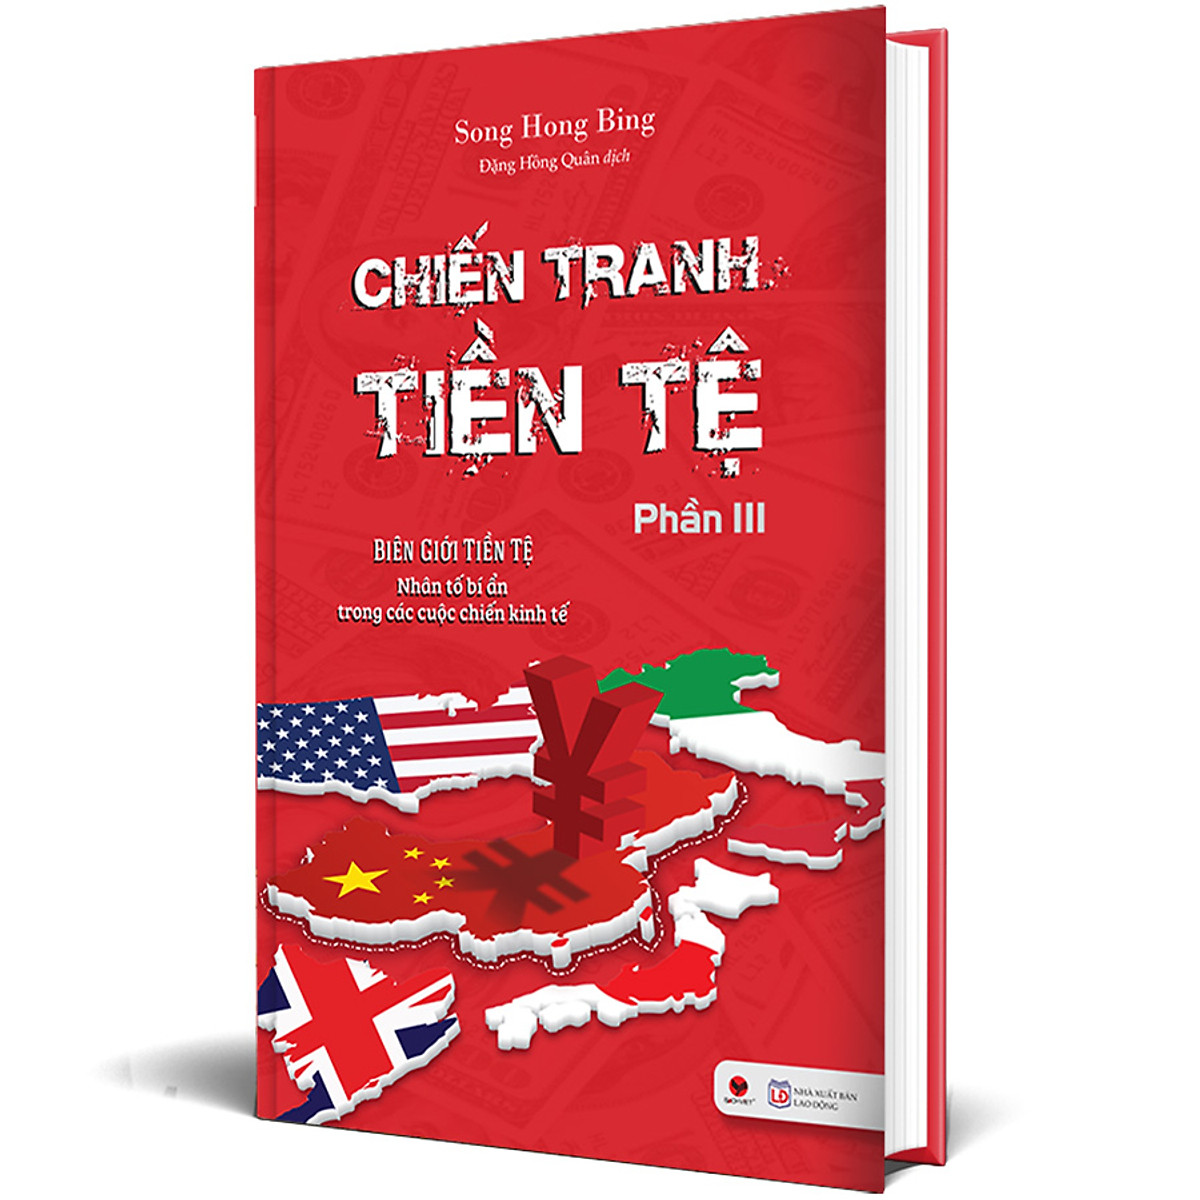 Song Hong Bing
Đặng Hồng Quân dịch
CHIẾN TRANH
TIỀN TỆ
Phần III
BIÊN GIỚI TIỀN TỆ
Nhân tố bí ẩn
trong các cuộc chiến kinh tế
LĐ
NHÀ XUẤT BẢN
LAO ĐỘNG